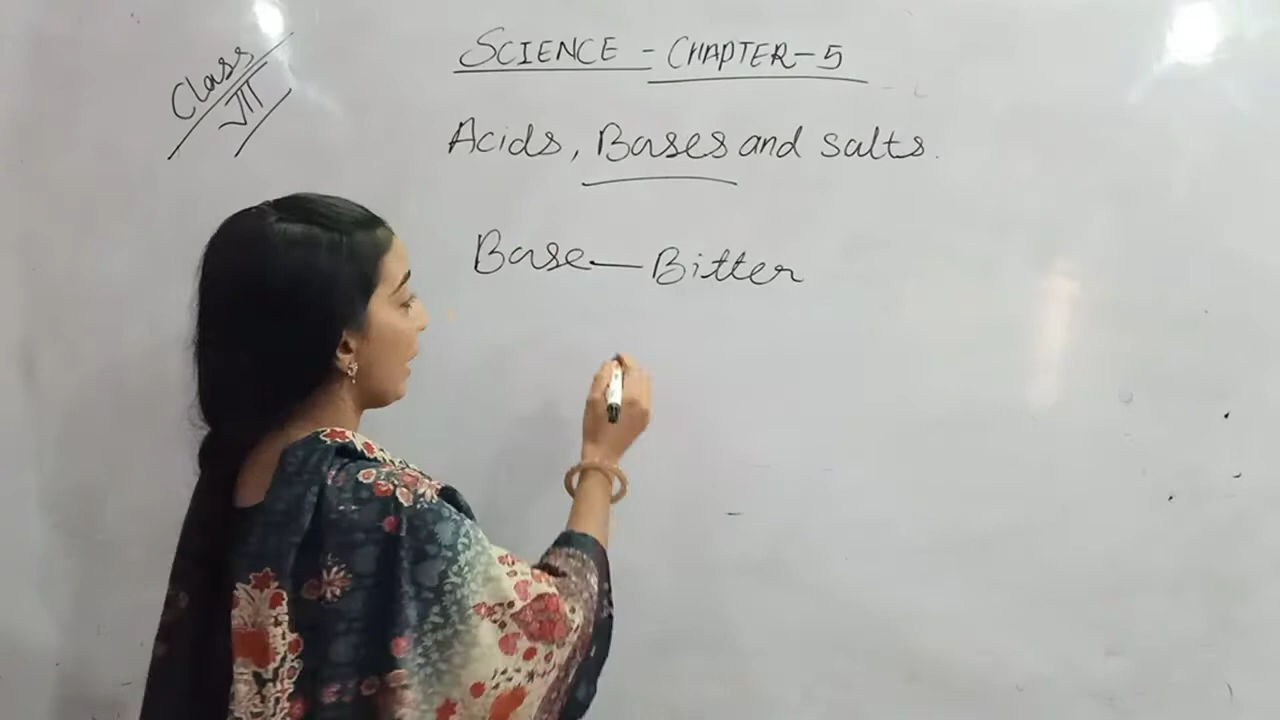 Class
VII
SCIENCE - CHAPTER-5
Acids, Bases and salts.
Base—Bitter